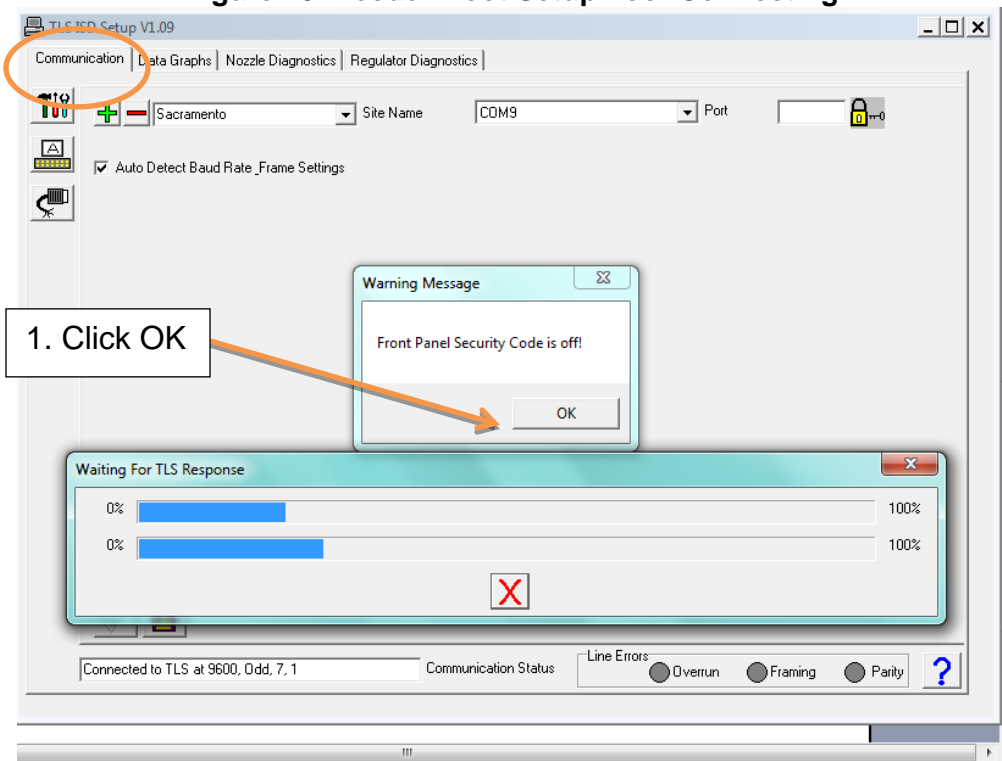 TLS ISD Setup V1.09
Communication Data Graphs Nozzle Diagnostics Regulator Diagnostics
Sacramento Site Name COM9 Port
Auto Detect Baud Rate_Frame Settings
Warning Message
Front Panel Security Code is off!
1. Click OK
OK
Waiting For TLS Response
0% 100%
0% 100%
Connected to TLS at 9600, Odd, 7, 1 Communication Status Line Errors Overrun Framing Parity ?